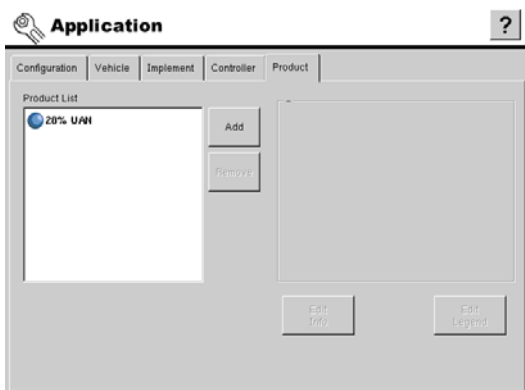 Application
?
Configuration Vehicle Implement Controller Product
Product List
28% UAN
Add
Remove
Edit
Info
Edit
Legend